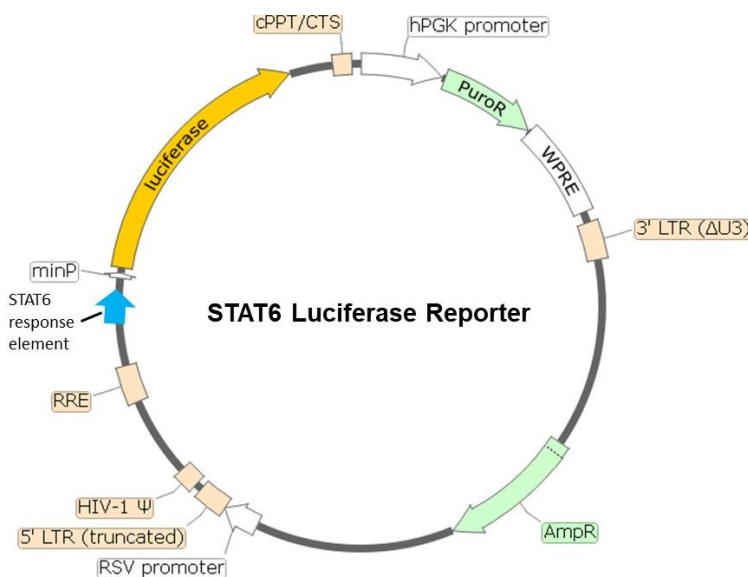 cPPT/CTS
hPGK promoter
PuroR
WPRE
3' LTR (ΔU3)
luciferase
minP
STAT6
response
element
STAT6 Luciferase Reporter
RRE
HIV-1 Ψ
5' LTR (truncated)
RSV promoter
AmpR